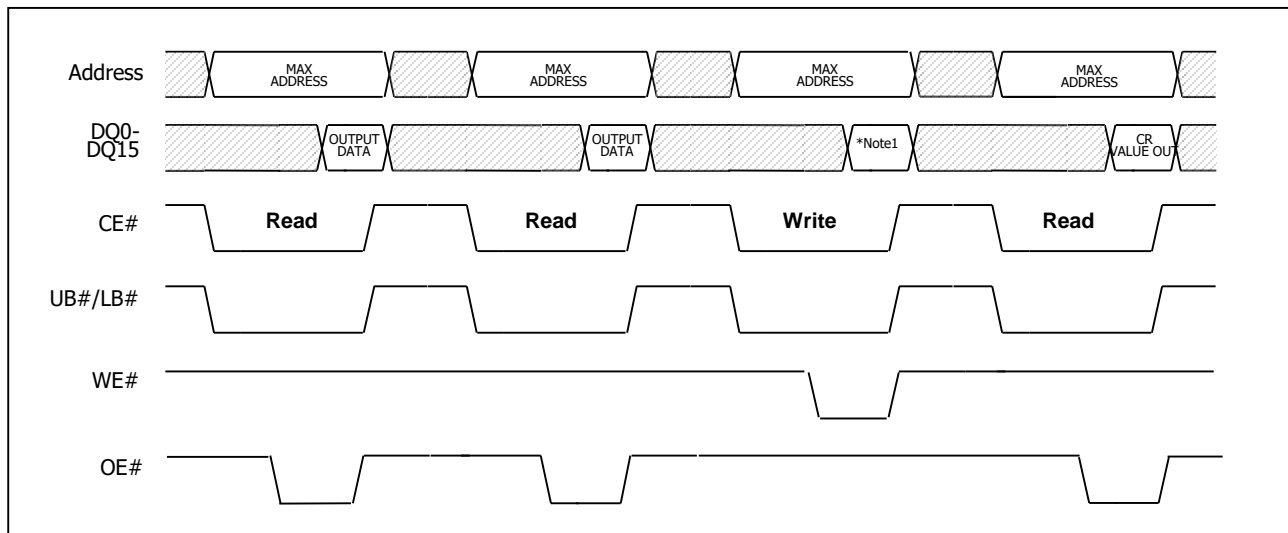 Address
MAX
ADDRESS
MAX
ADDRESS
MAX
ADDRESS
MAX
ADDRESS
DQ0-
DQ15
OUTPUT
DATA
OUTPUT
DATA
*Note1
CR
VALUE OUT
CE#
Read
Read
Write
Read
UB#/LB#
WE#
OE#